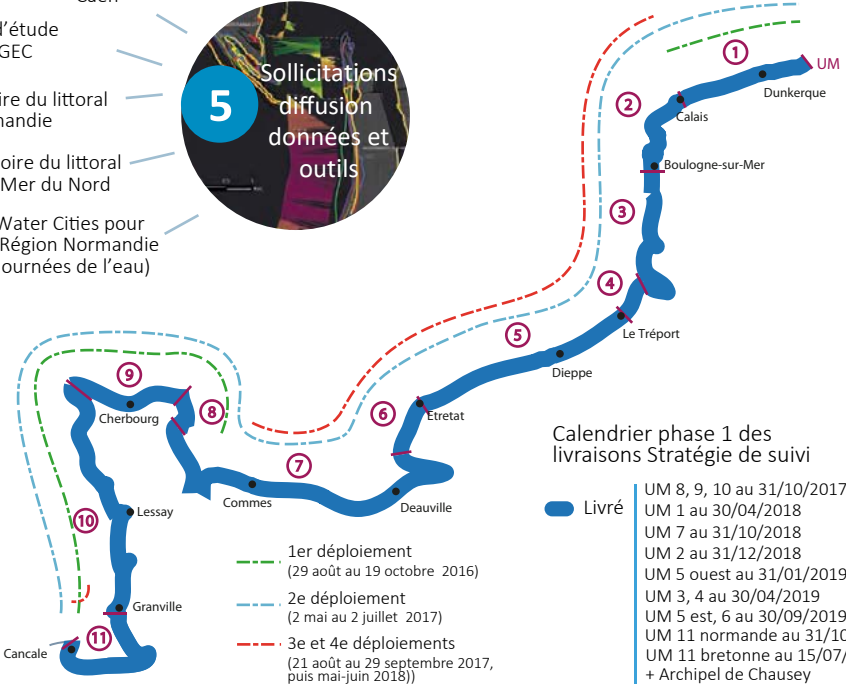 d'étude
GEC
ire du littoral
mandie
oire du littoral
Mer du Nord
Water Cities pour
Région Normandie
ournées de l'eau)
5
Sollicitations
diffusion
données et
outils
1
UM
Dunkerque
2
Calais
Boulogne-sur-Mer
3
4
Le Tréport
5
Dieppe
9
Cherbourg
8
6
Etretat
7
Commes
Deauville
10
Lessay
Granville
11
Cancale
1er déploiement
(29 août au 19 octobre 2016)
2e déploiement
(2 mai au 2 juillet 2017)
3e et 4e déploiements
(21 août au 29 septembre 2017,
puis mai-juin 2018))
Calendrier phase 1 des
livraisons Stratégie de suivi
Livré
UM 8, 9, 10 au 31/10/2017
UM 1 au 30/04/2018
UM 7 au 31/10/2018
UM 2 au 31/12/2018
UM 5 ouest au 31/01/2019
UM 3, 4 au 30/04/2019
UM 5 est, 6 au 30/09/2019
UM 11 normande au 31/10
UM 11 bretonne au 15/07/
+ Archipel de Chausey